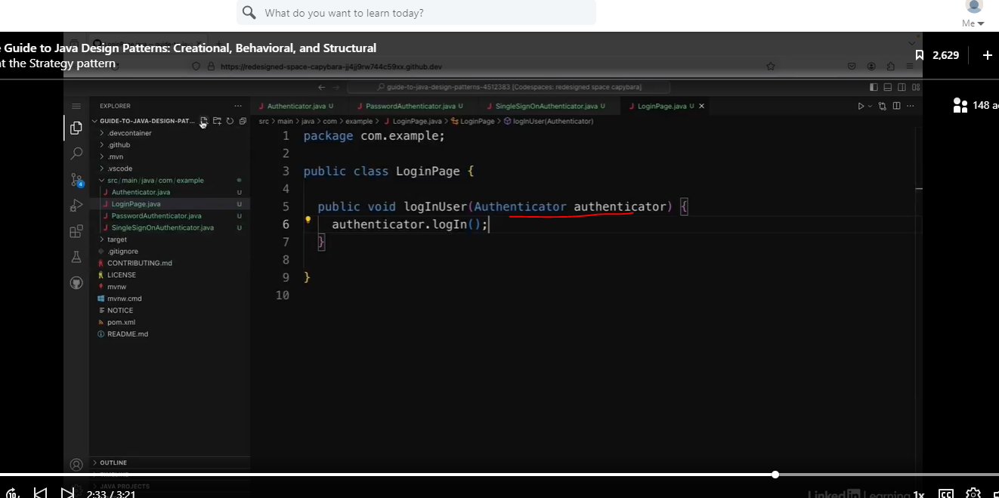 What do you want to learn today?
Me
Guide to Java Design Patterns: Creational, Behavioral, and Structural
t the Strategy pattern
2,629
https://redesigned-space-capybara-jj4jj9rw744c59xx.github.dev
guide-to-java-design-patterns-4512383 [Codespaces: redesigned space capybara]
148 a
EXPLORER
Authenticator.java U
PasswordAuthenticator.java U
SingleSignOnAuthenticator.java U
LoginPage.java U
GUIDE-TO-JAVA-DESIGN-PAT...
src > main > java > com > example > LoginPage.java > LoginPage > logInUser(Authenticator)
.devcontainer
.github
.mvn
.vscode
src/main/java/com/example
Authenticator.java U
LoginPage.java U
PasswordAuthenticator.java U
SingleSignOnAuthenticator.java U
target
.gitignore
CONTRIBUTING.md
LICENSE
mvnw
mvnw.cmd
NOTICE
pom.xml
README.md
4
1 package com.example;
2
3 public class LoginPage {
4
5 public void logInUser(Authenticator authenticator) {
6 authenticator.logIn();
7 }
8
9 }
10
OUTLINE
TIMELINE
JAVA PROJECTS
10
2:33 / 3:21
LinkedIn Learning
1x
CC